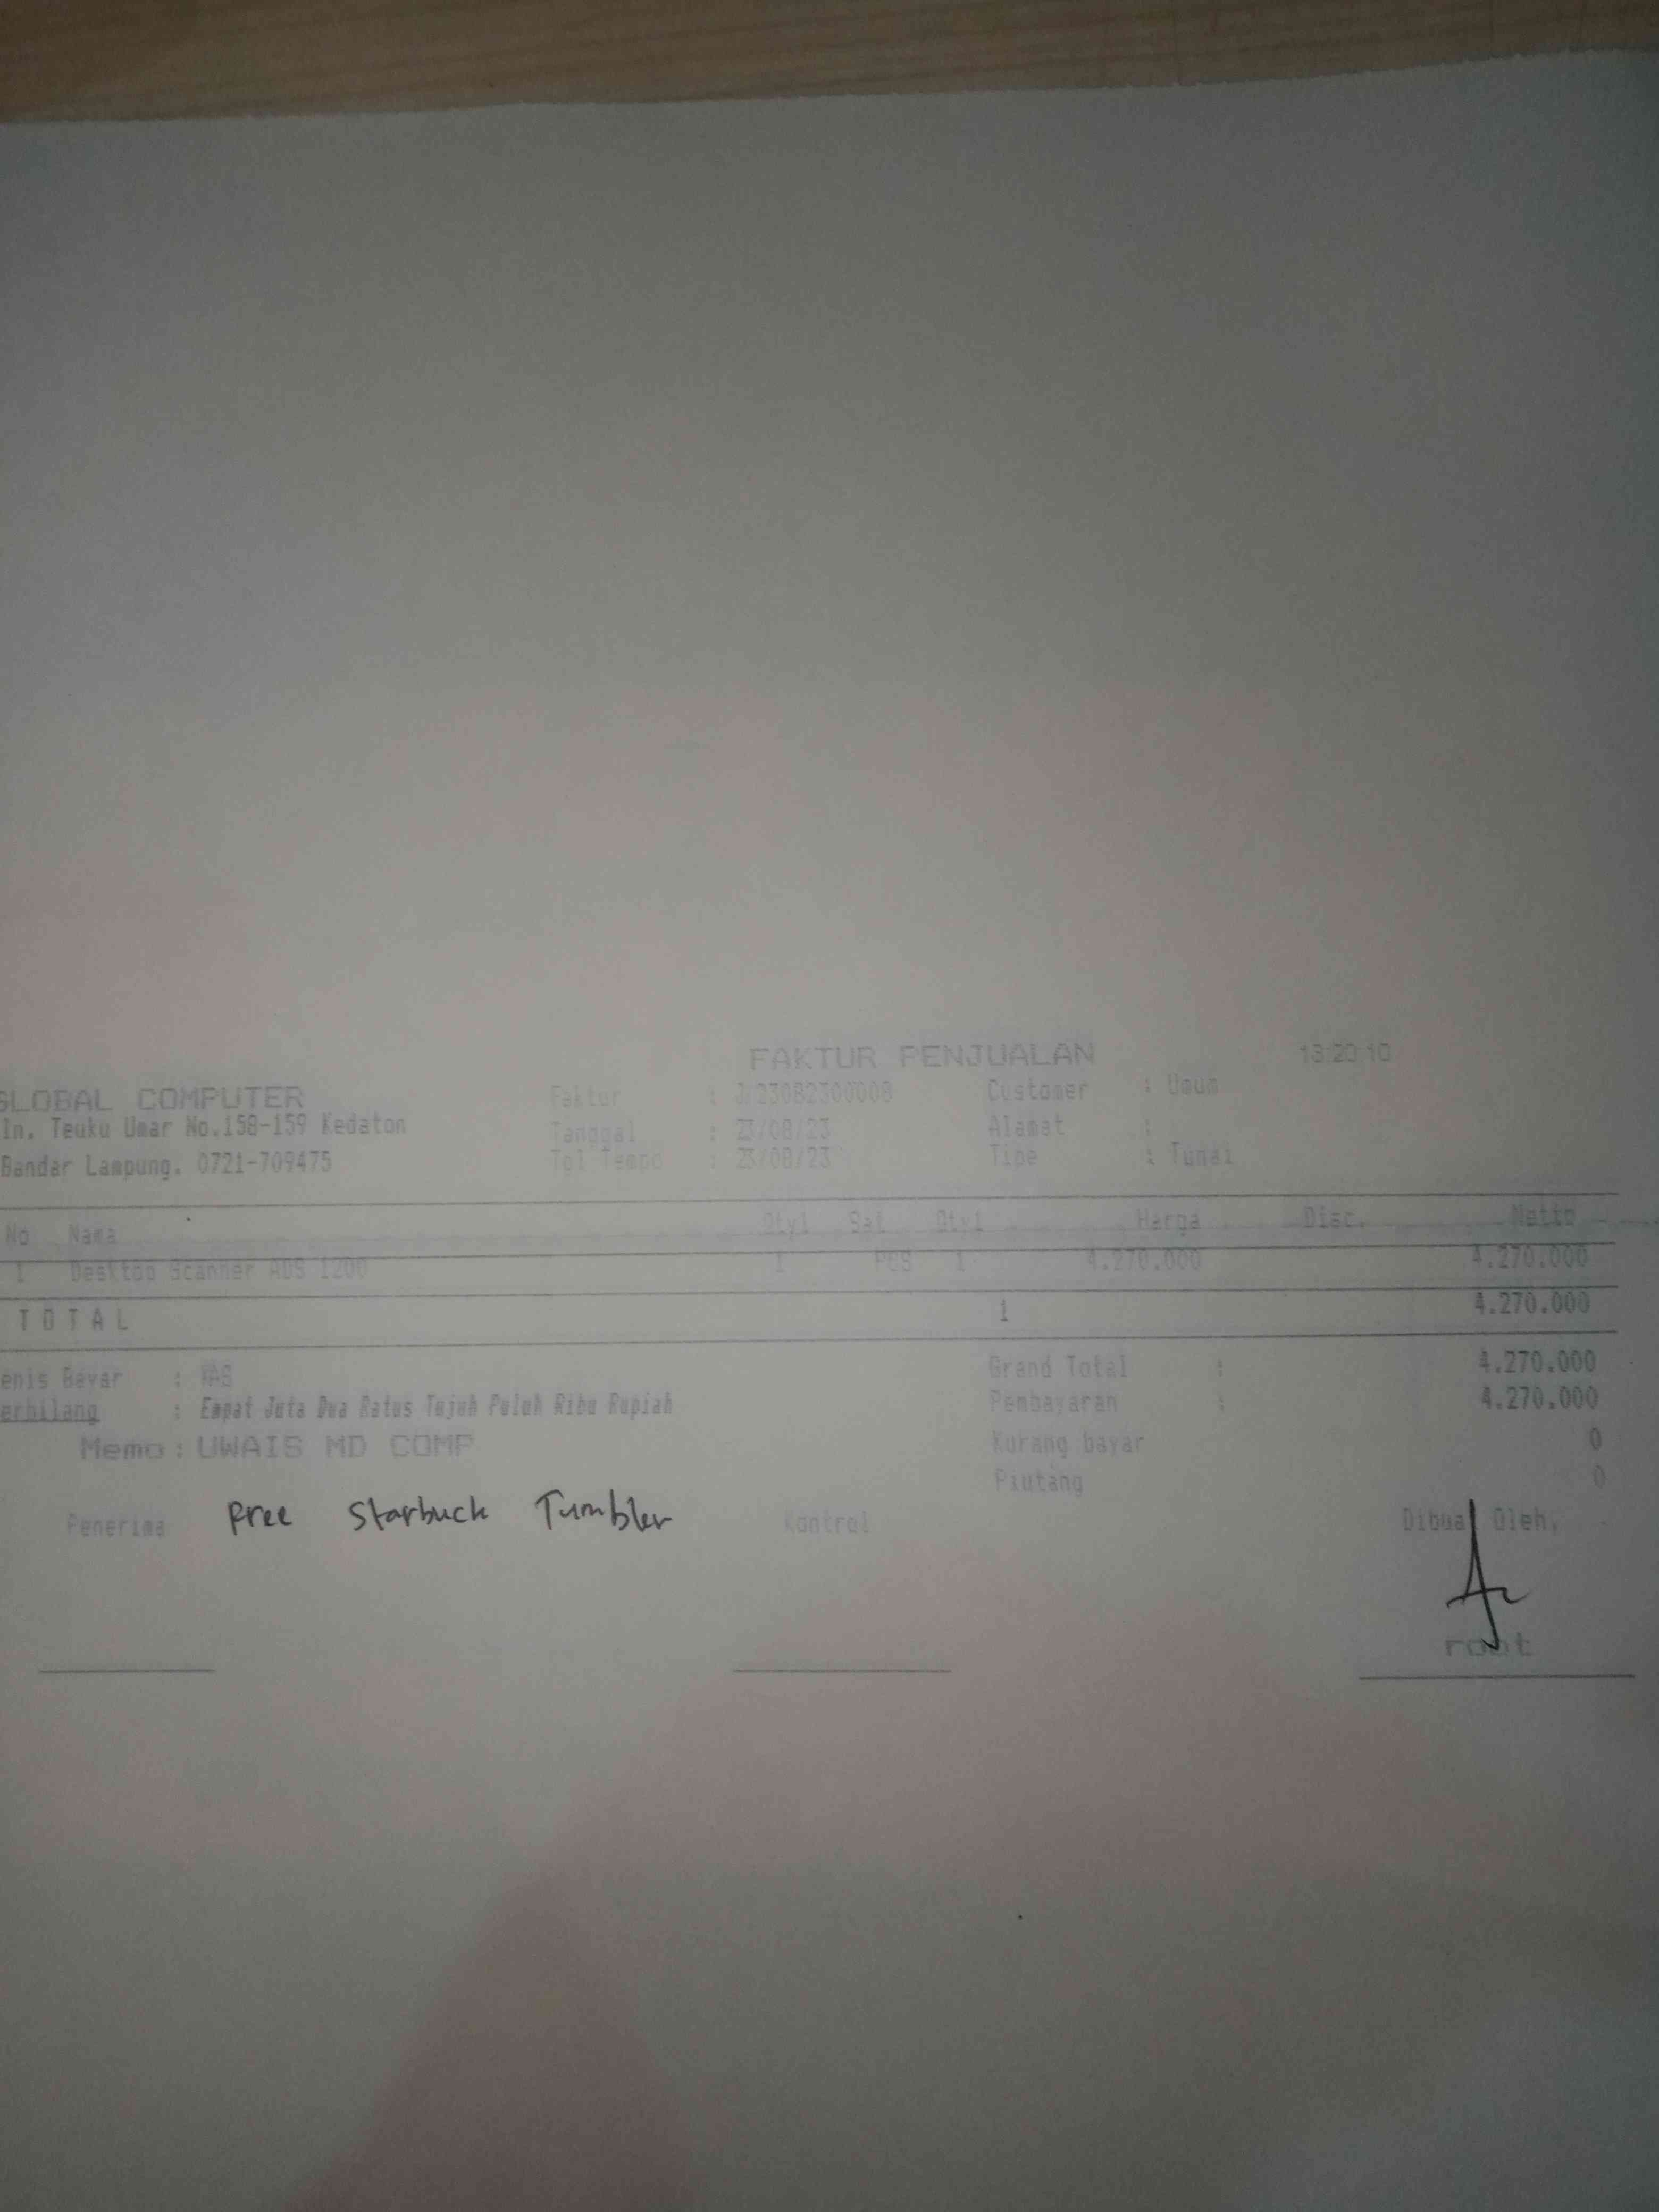 FAKTUR PENJUALAN 13:20:10
GLOBAL COMPUTER Faktur : J/23082300008 Customer : Umum
ln. Teuku Umar No.158-159 Kedaton Tanggal : 23/08/23 Alamat :
Bandar Lampung. 0721-709475 Tgl Tempo : 23/08/23 Tipe : Tunai
No Nama Qty1 Sat Qty1 Harga Disc. Netto
1 Desktop Scanner ADS 1200 1 PCS 1 4.270.000 4.270.000
TOTAL 1 4.270.000
enis Bayar : KAS Grand Total : 4.270.000
erbilang : Empat Juta Dua Ratus Tujuh Puluh Ribu Rupiah Pembayaran : 4.270.000
Memo : UWAIS MD COMP Kurang bayar 0
Piutang 0
Penerima Free Starbuck Tumbler Kontrol Dibuat Oleh,
root